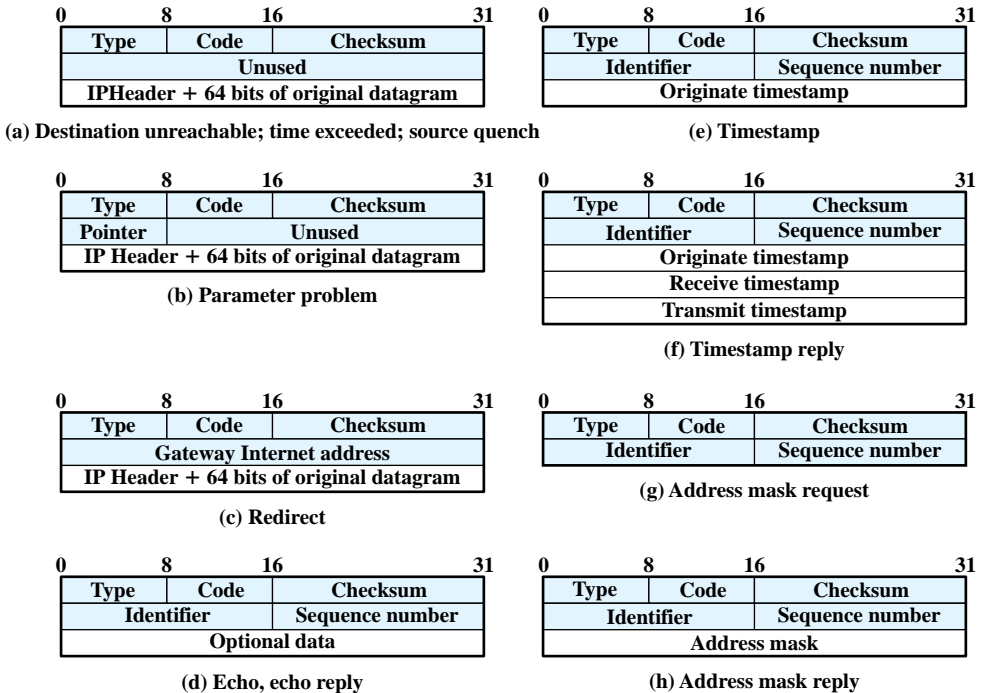 0 8 16 31
Type Code Checksum
Unused
IPHeader + 64 bits of original datagram
(a) Destination unreachable; time exceeded; source quench
0 8 16 31
Type Code Checksum
Pointer Unused
IP Header + 64 bits of original datagram
(b) Parameter problem
0 8 16 31
Type Code Checksum
Gateway Internet address
IP Header + 64 bits of original datagram
(c) Redirect
0 8 16 31
Type Code Checksum
Identifier Sequence number
Optional data
(d) Echo, echo reply
0 8 16 31
Type Code Checksum
Identifier Sequence number
Originate timestamp
(e) Timestamp
0 8 16 31
Type Code Checksum
Identifier Sequence number
Originate timestamp
Receive timestamp
Transmit timestamp
(f) Timestamp reply
0 8 16 31
Type Code Checksum
Identifier Sequence number
(g) Address mask request
0 8 16 31
Type Code Checksum
Identifier Sequence number
Address mask
(h) Address mask reply